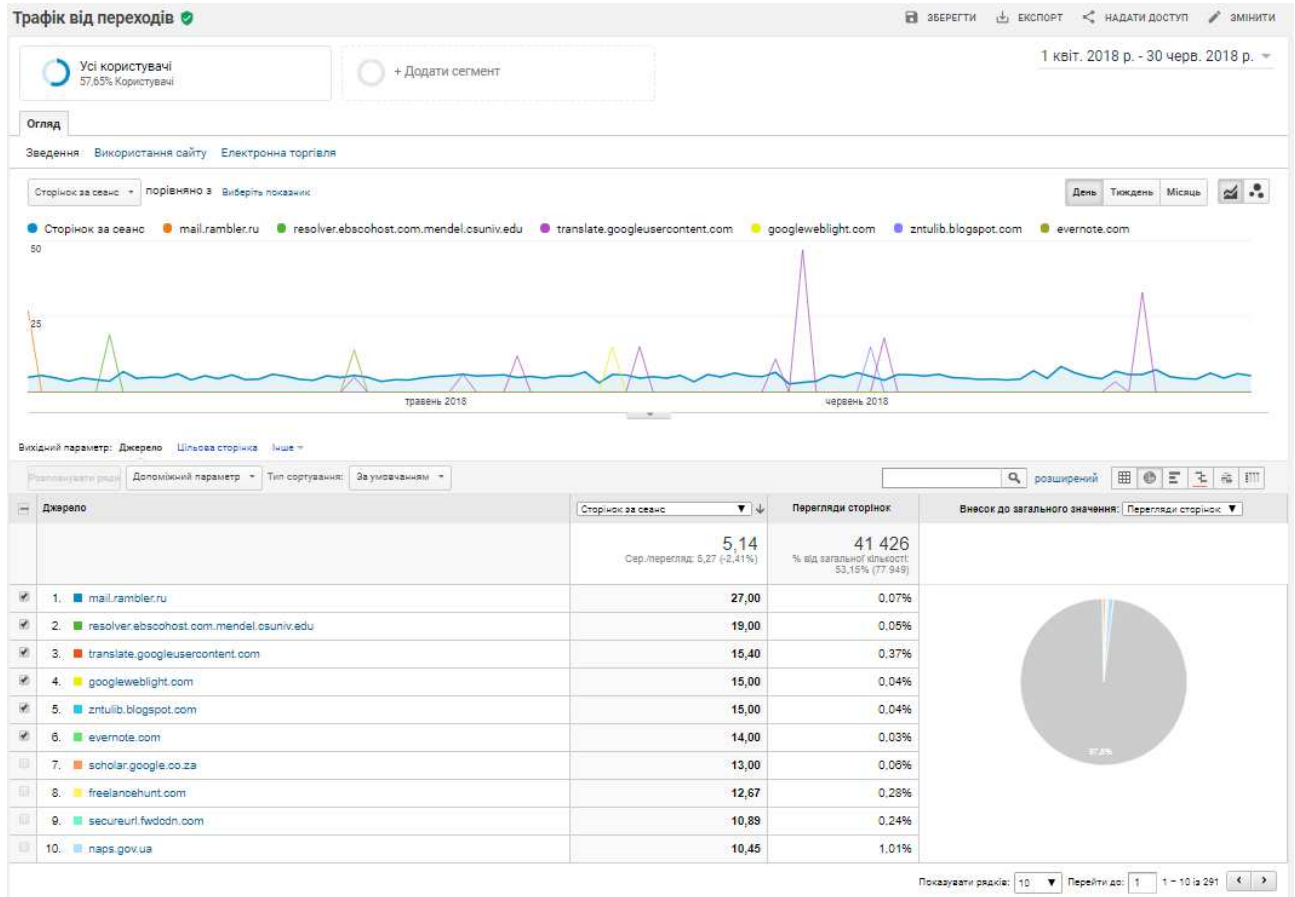 Трафік від переходів
ЗБЕРЕГТИ ЕКСПОРТ НАДАТИ ДОСТУП ЗМІНИТИ
Усі користувачі
57,65% Користувачі
+ Додати сегмент
1 квіт. 2018 р. - 30 черв. 2018 р.
Огляд
Зведення Використання сайту Електронна торгівля
Сторінок за сеанс порівняно з Виберіть показник
День Тиждень Місяць
Сторінок за сеанс mail.rambler.ru resolver.ebscohost.com.mendel.csuniv.edu translate.googleusercontent.com googleweblight.com zntulib.blogspot.com evernote.com
50
25
травень 2018 червень 2018
Вихідний параметр: Джерело Цільова сторінка Інше
Розплановувати ряди Допоміжний параметр Тип сортування: За умовчанням розширений
Джерело Сторінок за сеанс Перегляди сторінок Внесок до загального значення: Перегляди сторінок
5,14 41 426
Сер./перегляд: 5,27 (-2,41%) % від загальної кількості:
53,15% (77 949)
1. mail.rambler.ru 27,00 0,07%
2. resolver.ebscohost.com.mendel.csuniv.edu 19,00 0,05%
3. translate.googleusercontent.com 15,40 0,37%
4. googleweblight.com 15,00 0,04%
5. zntulib.blogspot.com 15,00 0,04%
6. evernote.com 14,00 0,03%
7. scholar.google.co.za 13,00 0,06%
8. freelancehunt.com 12,67 0,28%
9. secureurl.fwdcdn.com 10,89 0,24%
10. naps.gov.ua 10,45 1,01%
97,8%
Показувати рядків: 10 Перейти до: 1 1 – 10 із 291